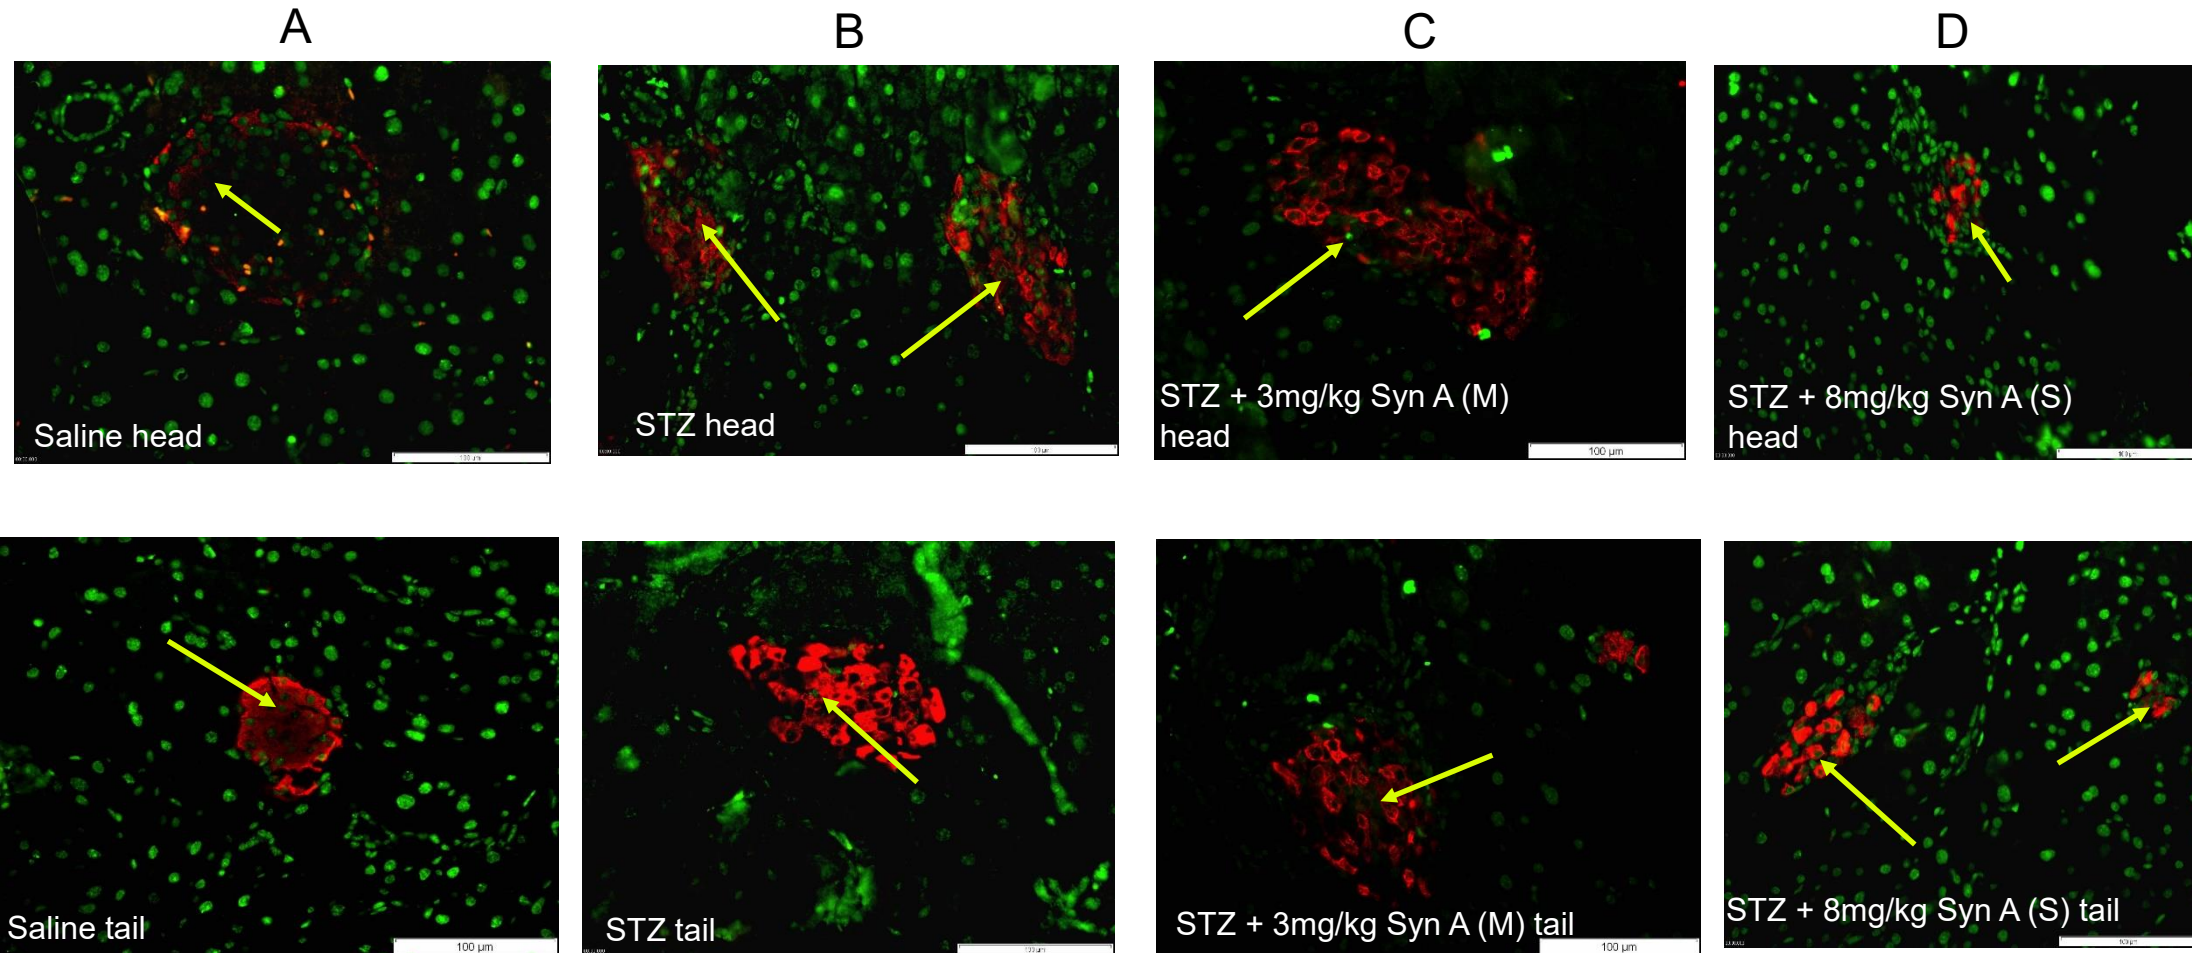 A
B
C
D
Saline head
STZ head
STZ + 3mg/kg Syn A (M)
head
100 µm
STZ + 8mg/kg Syn A (S)
head
Saline tail
100 µm
STZ tail
STZ + 3mg/kg Syn A (M) tail
100 µm
STZ + 8mg/kg Syn A (S) tail